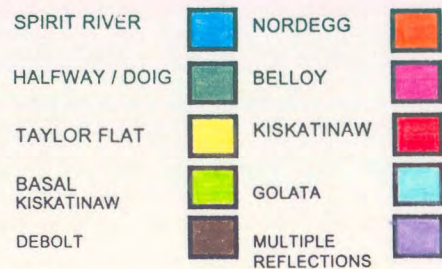 SPIRIT RIVER
NORDEGG
HALFWAY / DOIG
BELLOY
TAYLOR FLAT
KISKATINAW
BASAL
KISKATINAW
GOLATA
DEBOLT
MULTIPLE
REFLECTIONS